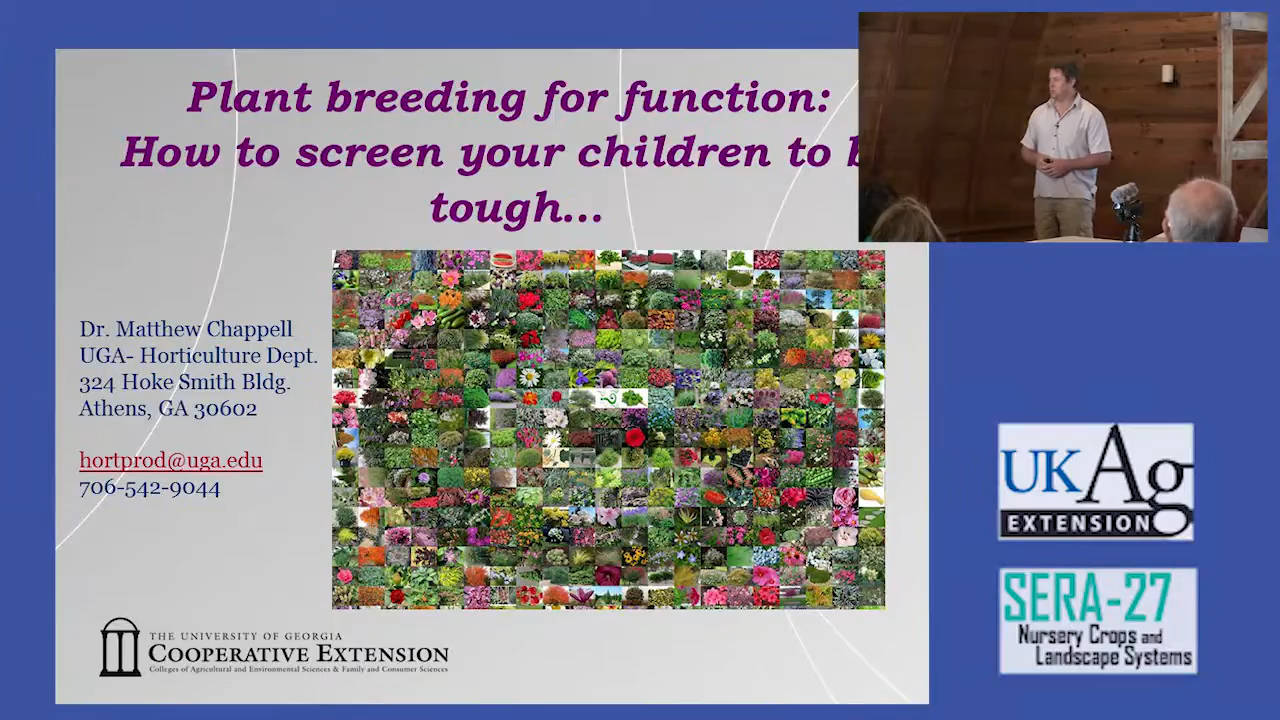 Plant breeding for function:
How to screen your children to
tough...
Dr. Matthew Chappell
UGA- Horticulture Dept.
324 Hoke Smith Bldg.
Athens, GA 30602
hortprod@uga.edu
706-542-9044
THE UNIVERSITY OF GEORGIA
COOPERATIVE EXTENSION
Colleges of Agricultural and Environmental Sciences & Family and Consumer Sciences
UKAg
EXTENSION
SERA-27
Nursery Crops and
Landscape Systems